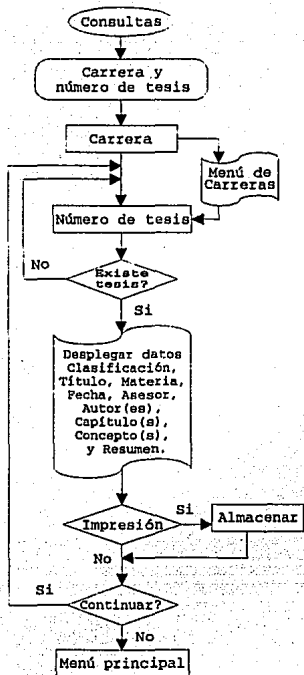 Consultas
Carrera y
número de tesis
Carrera
Menú de
Carreras
Número de tesis
No
Existe
tesis?
Si
Desplegar datos
Clasificación,
Título, Materia,
Fecha, Asesor,
Autor(es),
Capítulo(s),
Concepto(s),
y Resumen.
Impresión
Si
Almacenar
No
Si
Continuar?
No
Menú principal